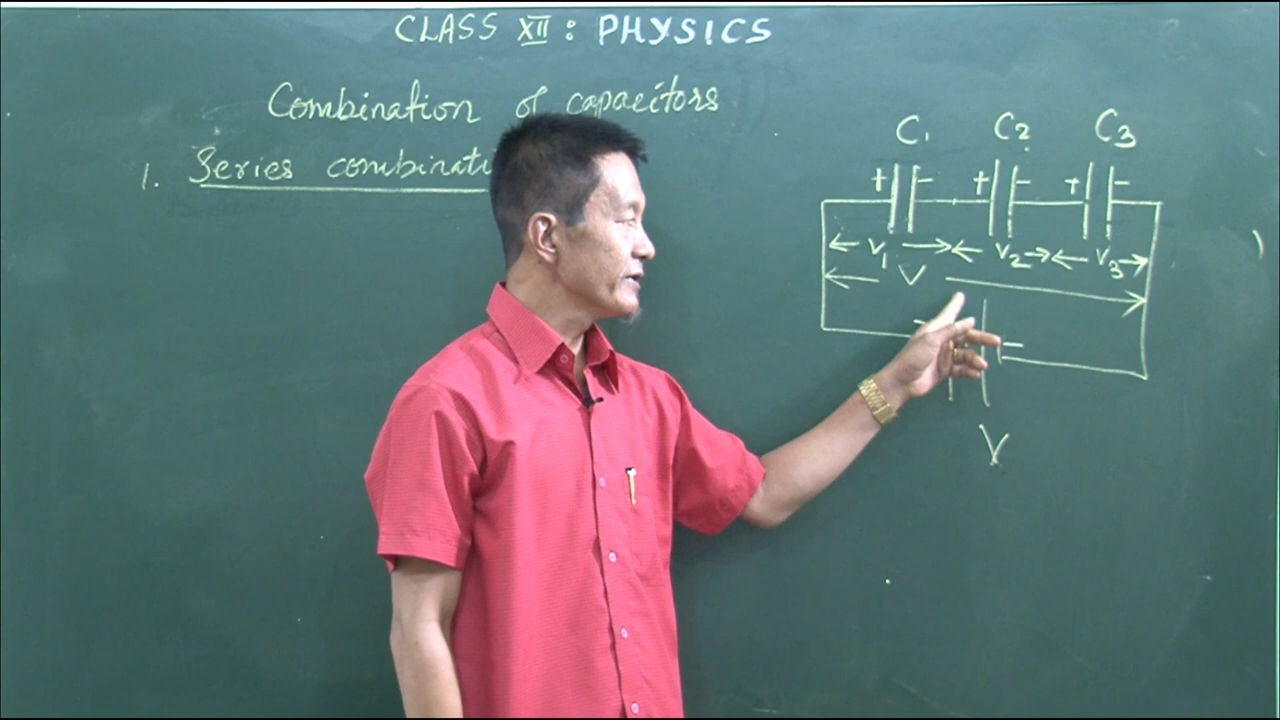 CLASS XII : PHYSICS
Combination of capacitors
1. Series combinati
C1 C2 C3
+ - + - + -
V1 V2 V3
V
-
V